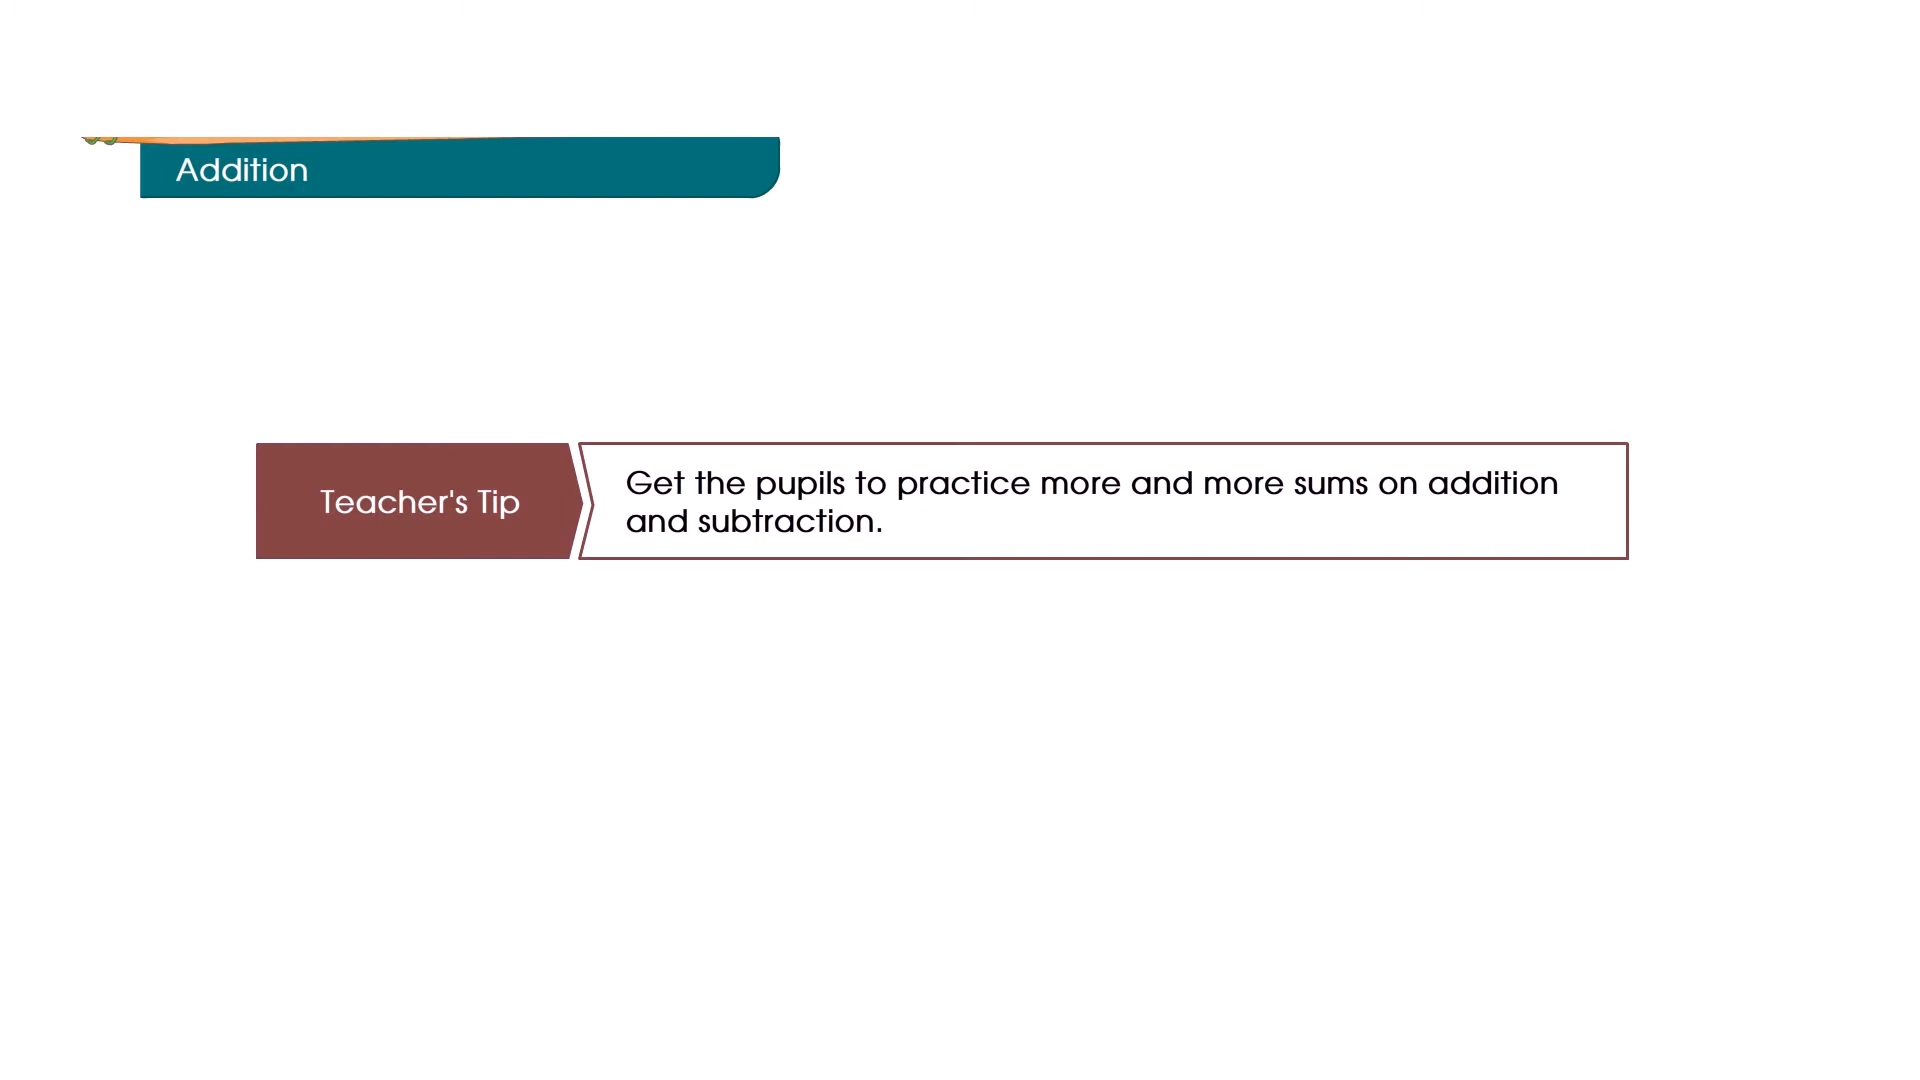 Addition
Teacher's Tip
Get the pupils to practice more and more sums on addition
and subtraction.